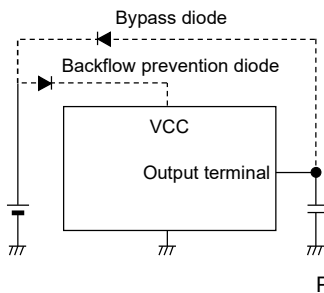 Bypass diode
Backflow prevention diode
VCC
Output terminal
F